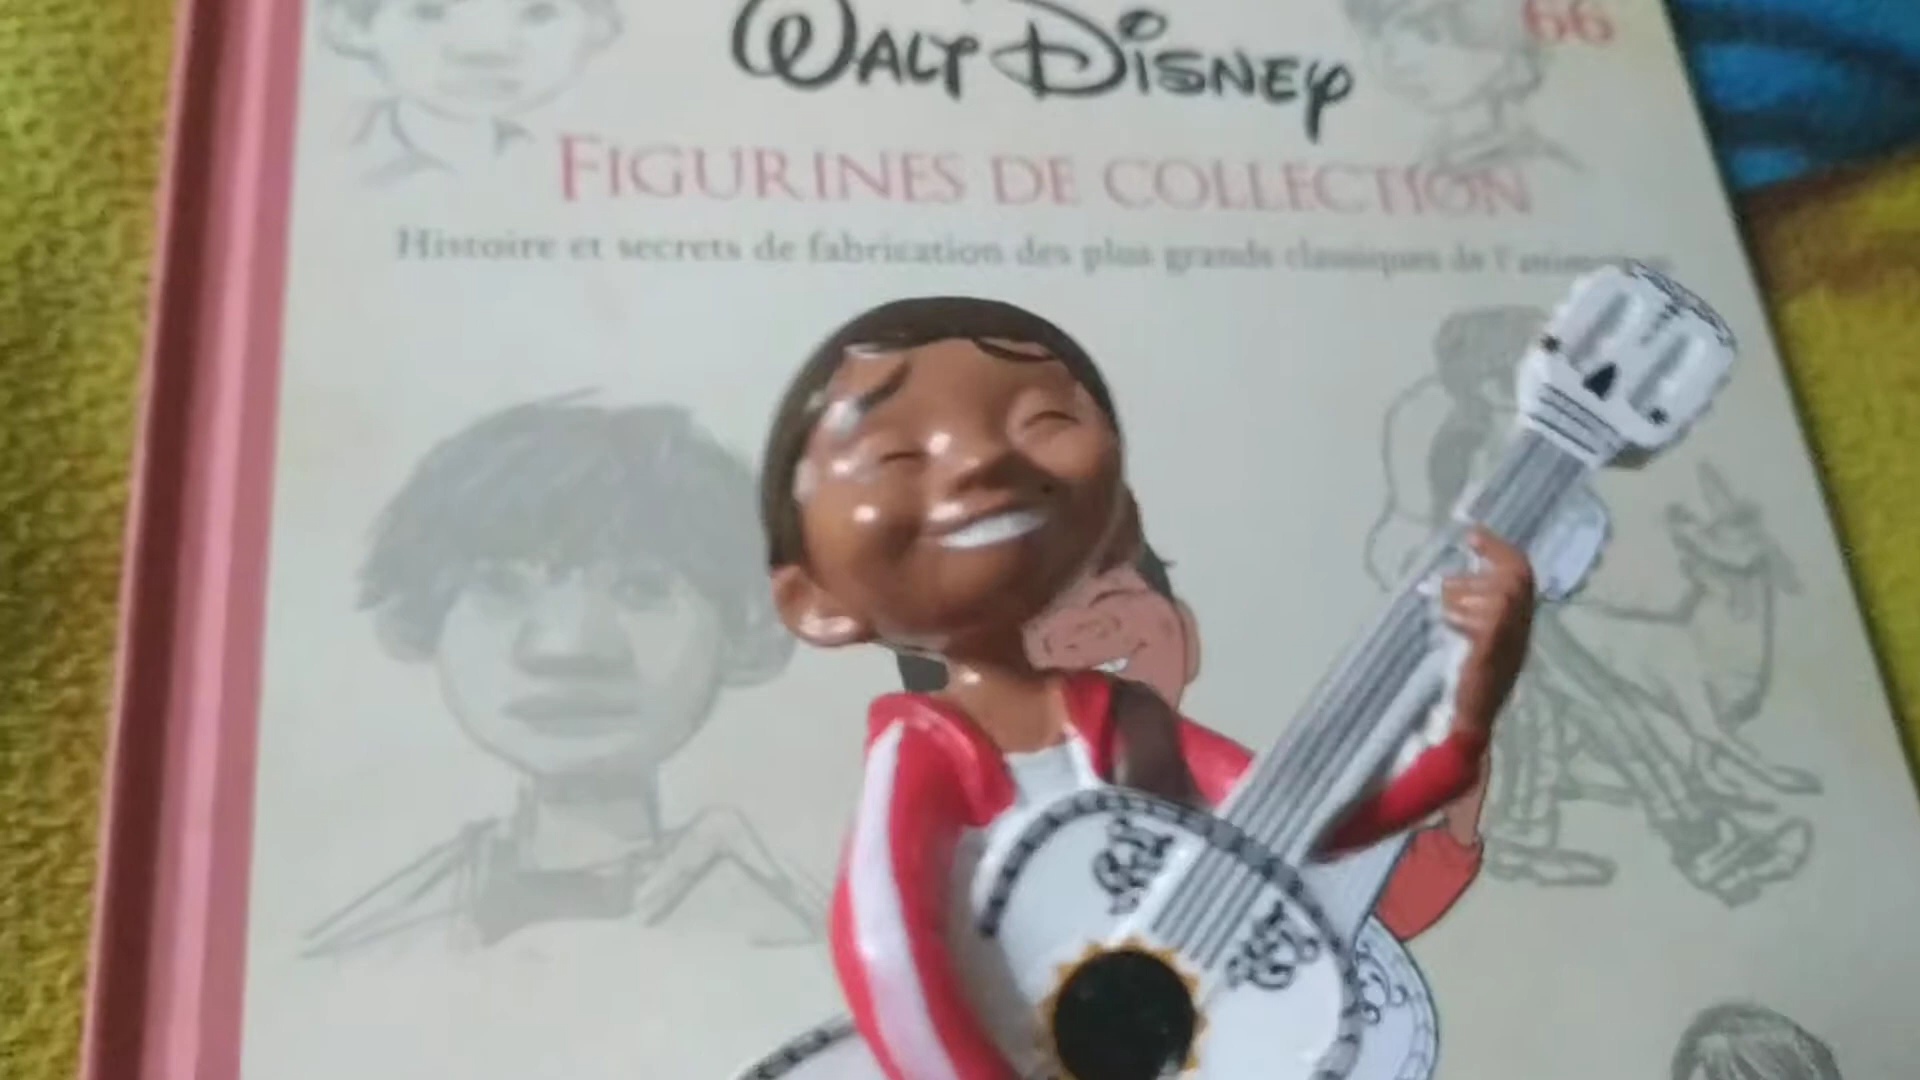 66
WALT DISNEY
FIGURINES DE COLLECTION
Histoire et secrets de fabrication des plus grands classiques de l'